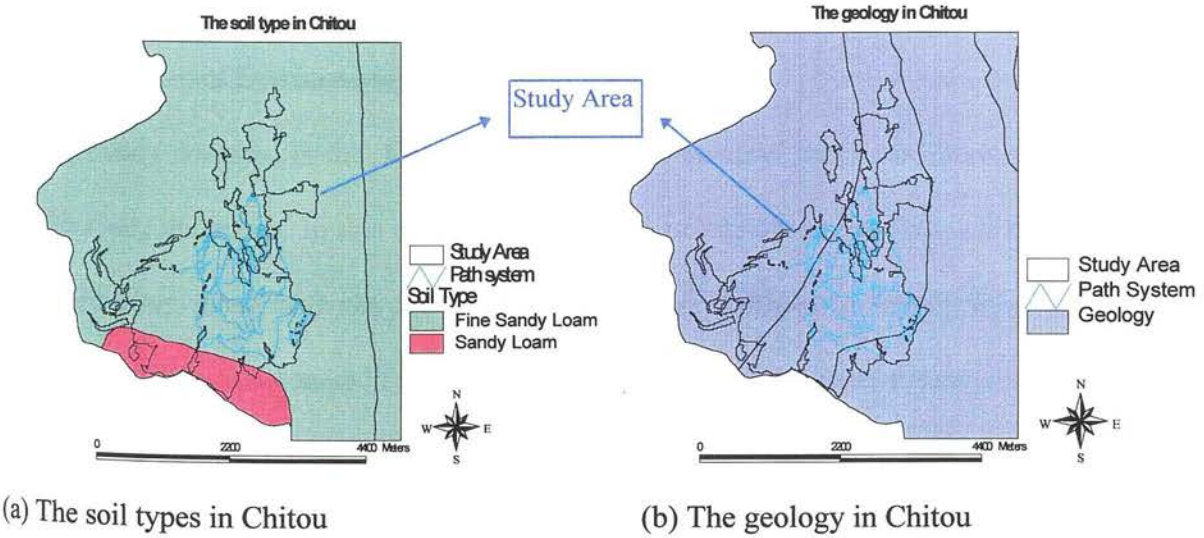 The soil type in Chitou
Study Area
Path system
Soil Type
Fine Sandy Loam
Sandy Loam
N
W E
S
0 2200 4400 Meters
(a) The soil types in Chitou
Study Area
The geology in Chitou
Study Area
Path System
Geology
N
W E
S
0 2200 4400 Meters
(b) The geology in Chitou